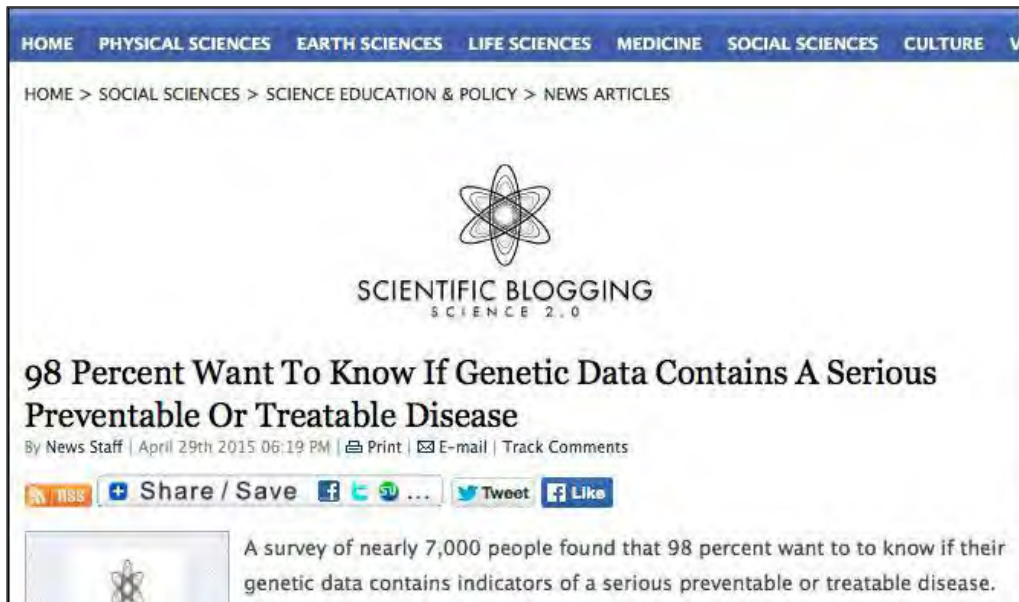 HOME PHYSICAL SCIENCES EARTH SCIENCES LIFE SCIENCES MEDICINE SOCIAL SCIENCES CULTURE
HOME > SOCIAL SCIENCES > SCIENCE EDUCATION & POLICY > NEWS ARTICLES
SCIENTIFIC BLOGGING
SCIENCE 2.0
98 Percent Want To Know If Genetic Data Contains A Serious
Preventable Or Treatable Disease
By News Staff | April 29th 2015 06:19 PM | Print | E-mail | Track Comments
RSS Share / Save ... Tweet Like
A survey of nearly 7,000 people found that 98 percent want to to know if their
genetic data contains indicators of a serious preventable or treatable disease.